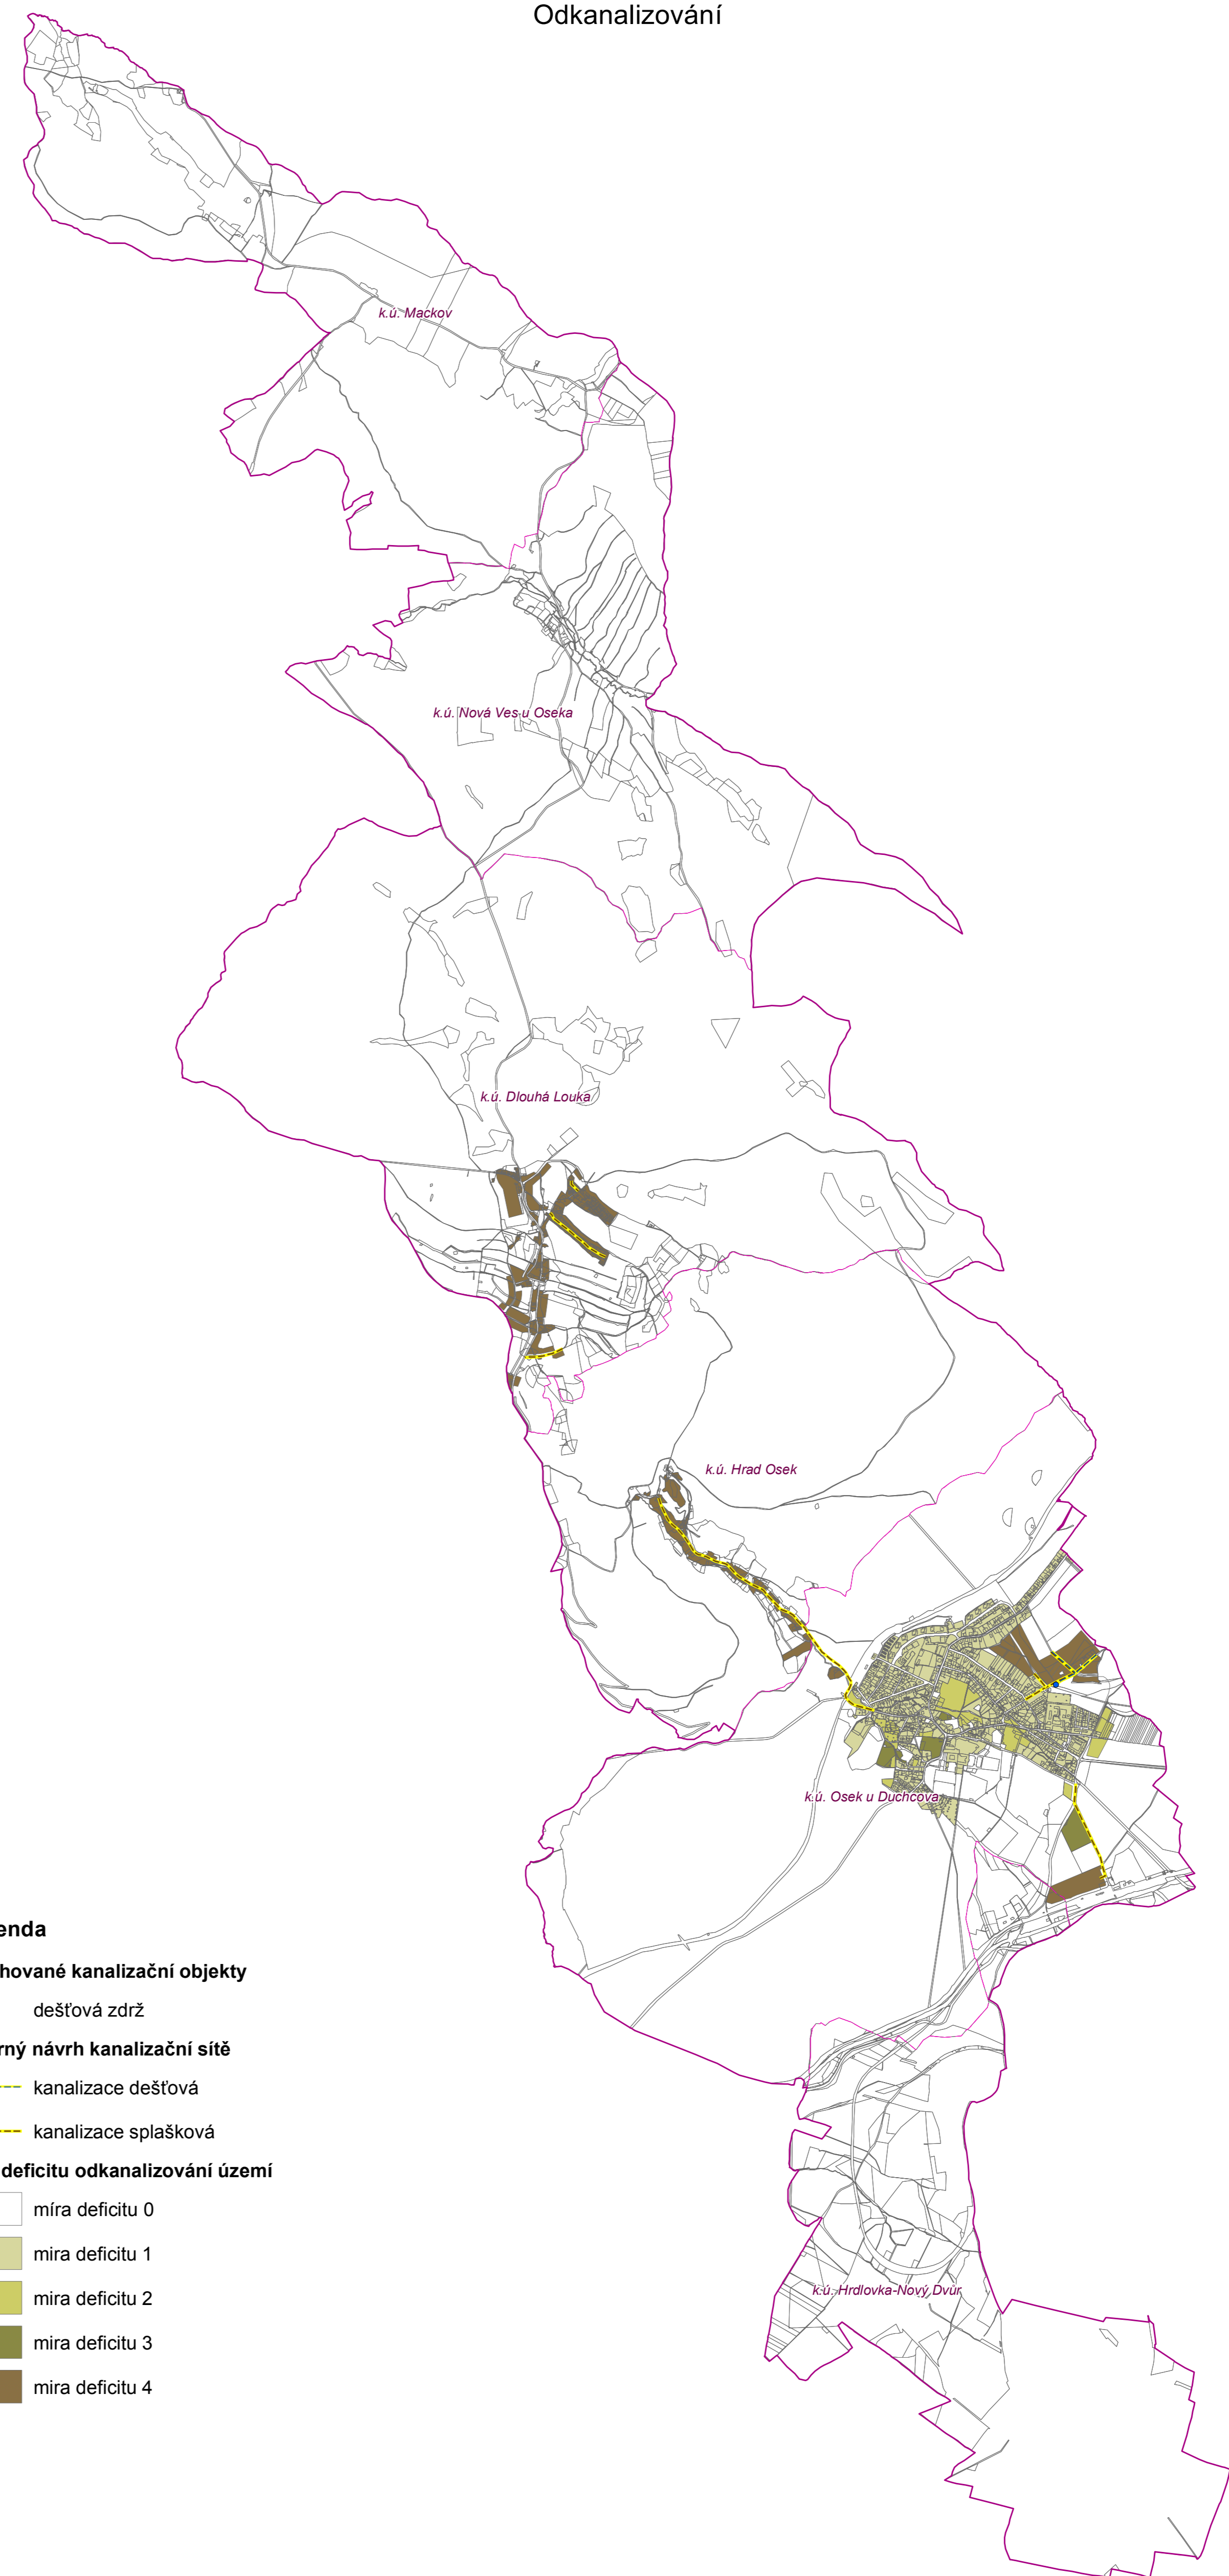 Odkanalizování
k.ú. Mackov
k.ú. Nová Ves u Oseka
k.ú. Dlouhá Louka
k.ú. Hrad Osek
k.ú. Osek u Duchcova
k.ú. Hrdlovka-Nový Dvůr
enda
hované kanalizační objekty
dešťová zdrž
rný návrh kanalizační sítě
kanalizace dešťová
kanalizace splašková
deficitu odkanalizování území
míra deficitu 0
mira deficitu 1
mira deficitu 2
mira deficitu 3
mira deficitu 4